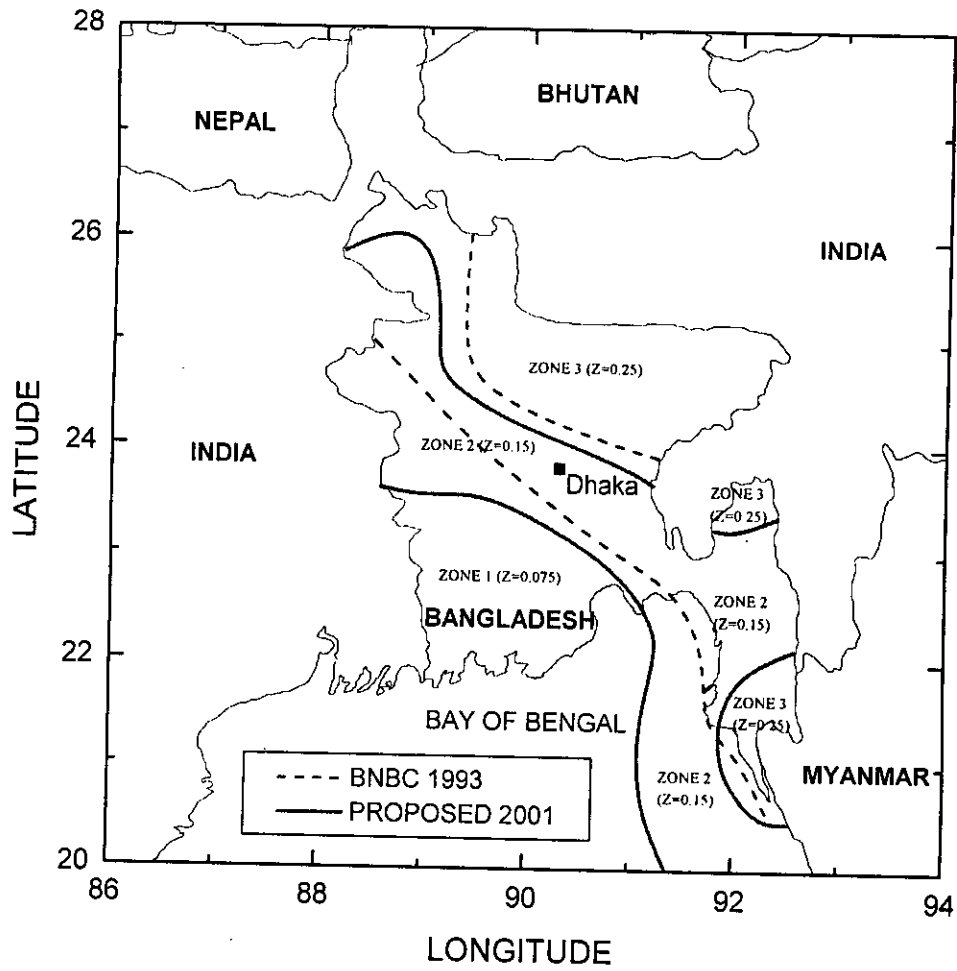 28
BHUTAN
NEPAL
26
INDIA
ZONE 3 (Z=0.25)
24
INDIA
ZONE 2 (Z=0.15)
Dhaka
ZONE 3
(Z=0.25)
ZONE 1 (Z=0.075)
BANGLADESH
ZONE 2
(Z=0.15)
22
ZONE 3
(Z=0.25)
BAY OF BENGAL
MYANMAR
BNBC 1993
PROPOSED 2001
ZONE 2
(Z=0.15)
20
86
88
90
92
94
LATITUDE
LONGITUDE